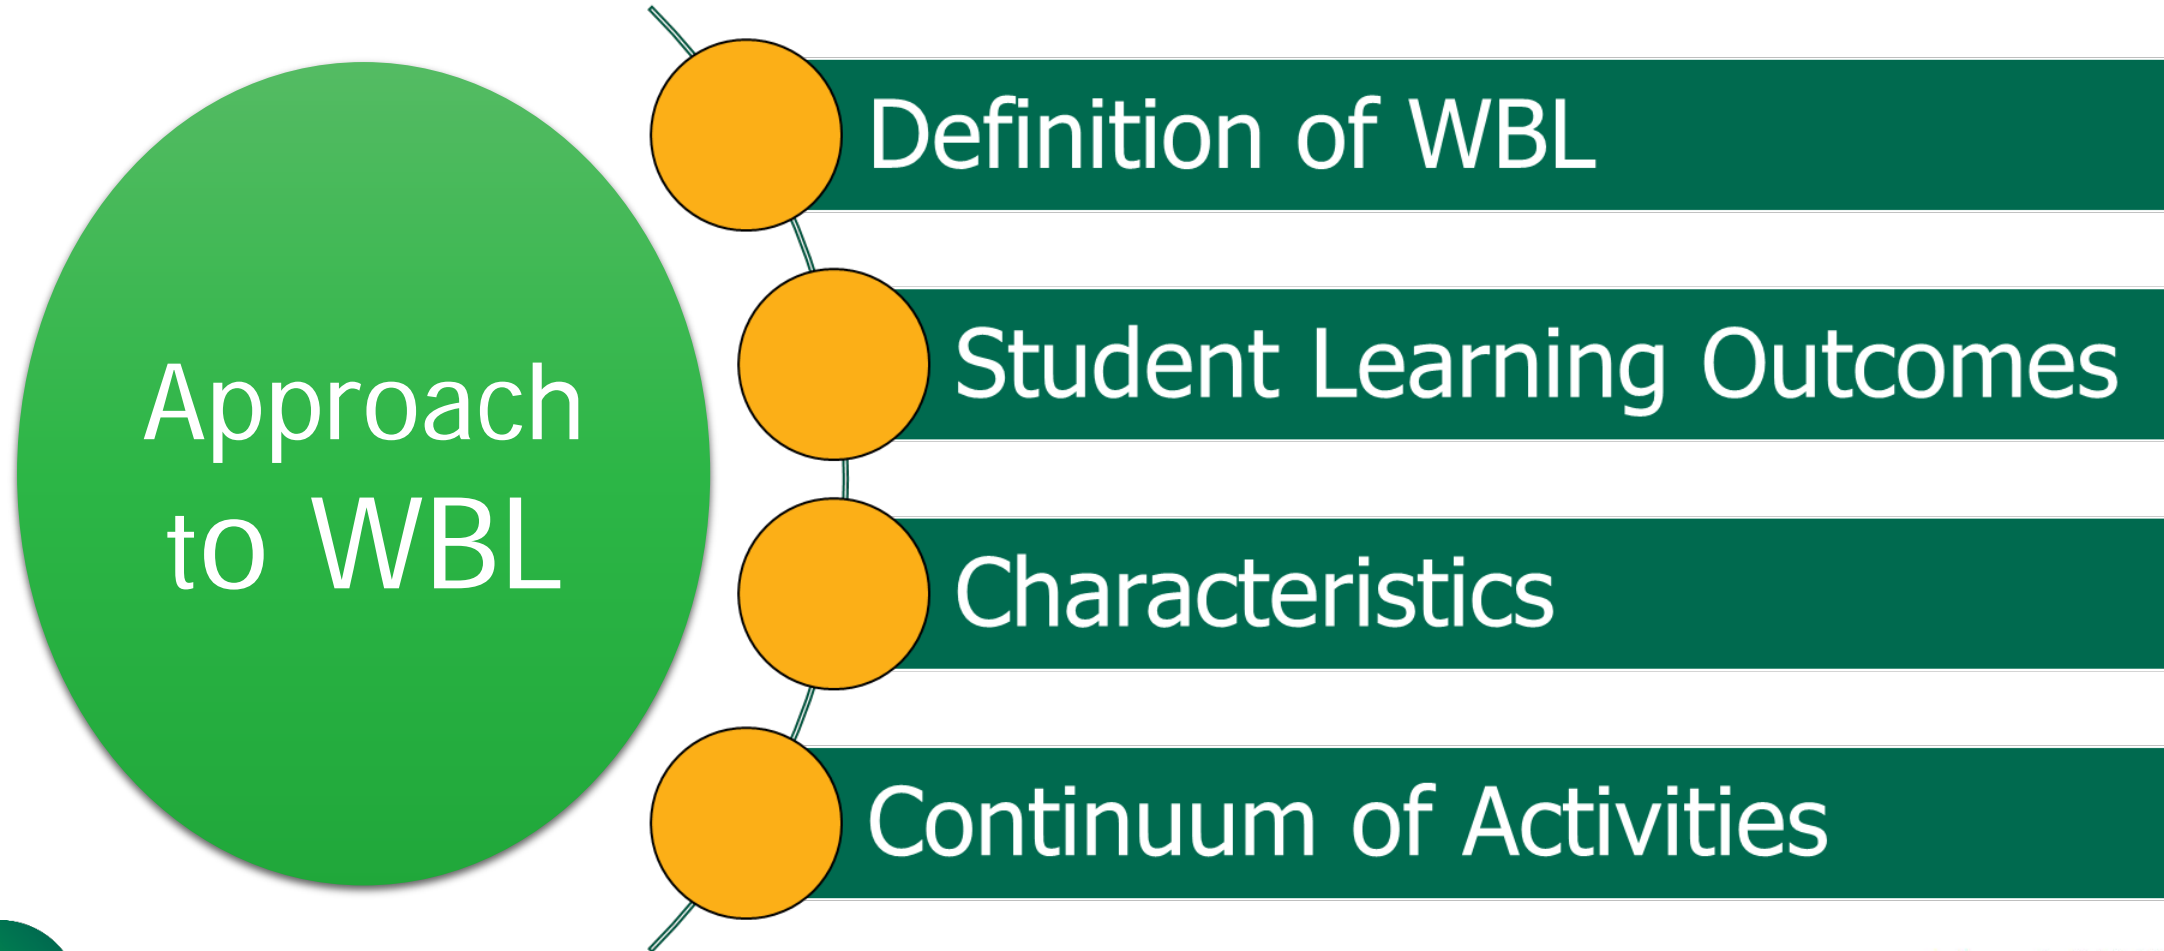 Approach
to WBL
Definition of WBL
Student Learning Outcomes
Characteristics
Continuum of Activities